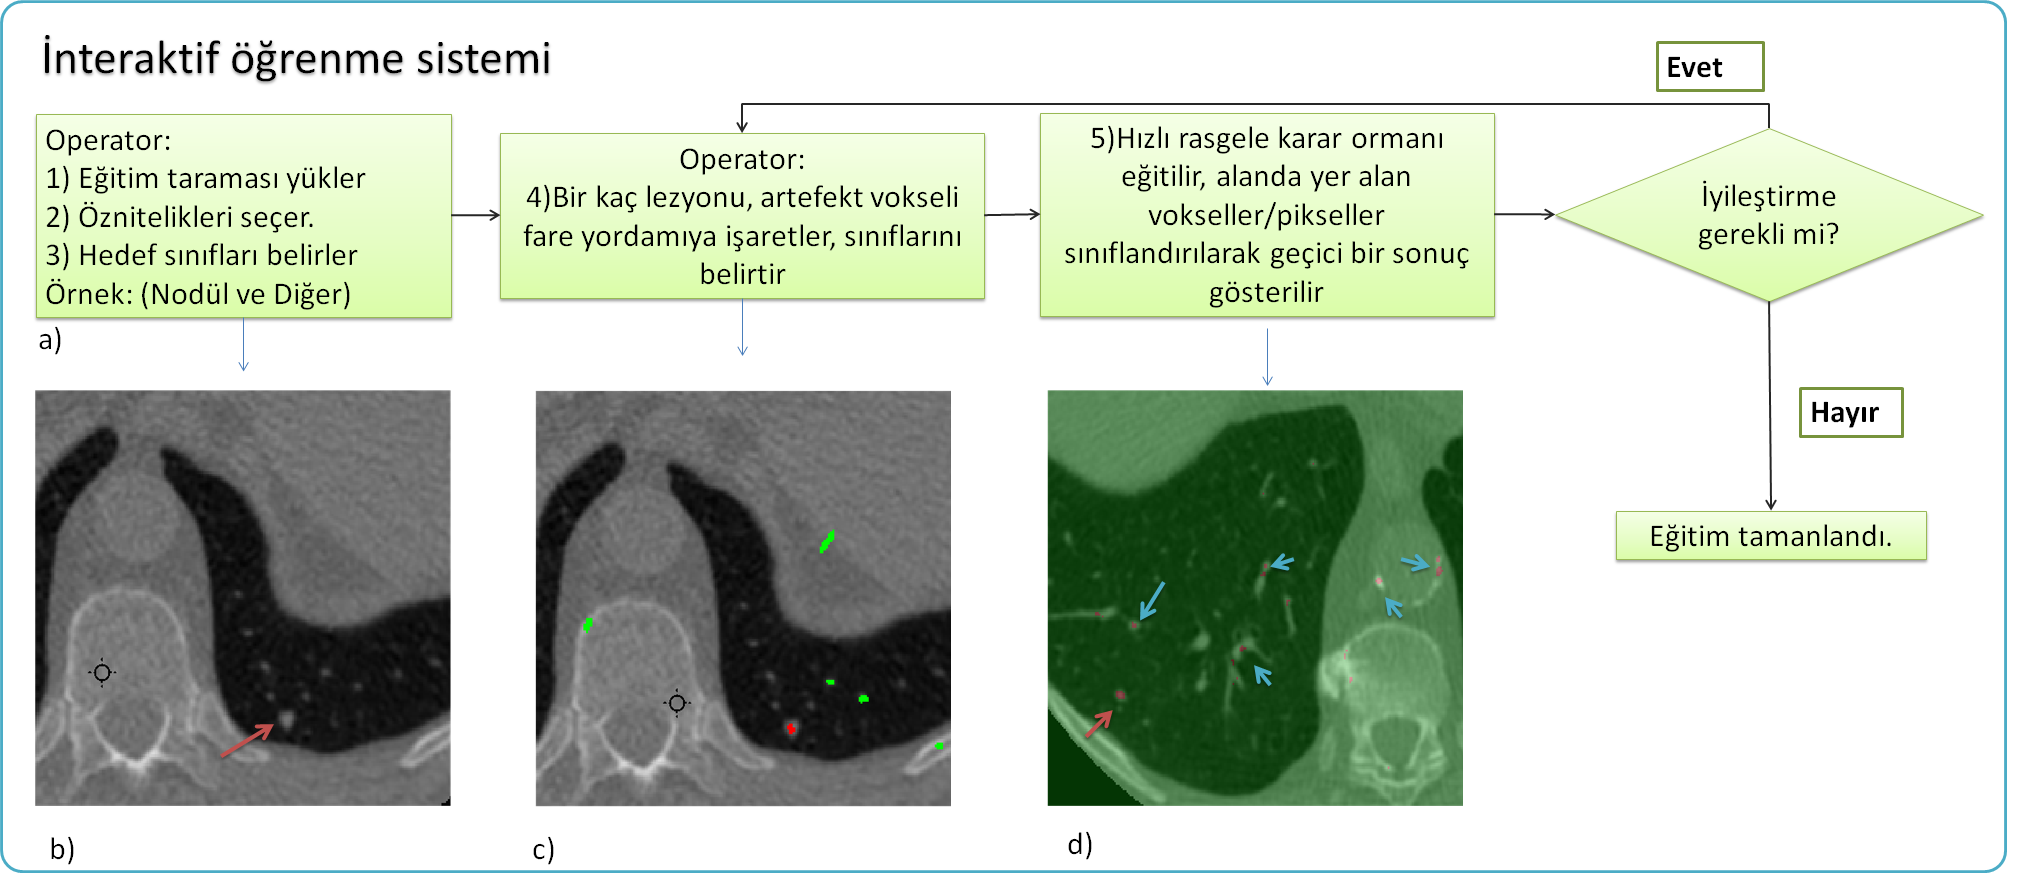 İnteraktif öğrenme sistemi
Evet
Operator:
1) Eğitim taraması yükler
2) Öznitelikleri seçer.
3) Hedef sınıfları belirler
Örnek: (Nodül ve Diğer)
Operator:
4)Bir kaç lezyonu, artefekt vokseli
fare yordamıya işaretler, sınıflarını
belirtir
5)Hızlı rasgele karar ormanı
eğitilir, alanda yer alan
vokseller/pikseller
sınıflandırılarak geçici bir sonuç
gösterilir
İyileştirme
gerekli mi?
a)
Hayır
Eğitim tamanlandı.
b)
c)
d)